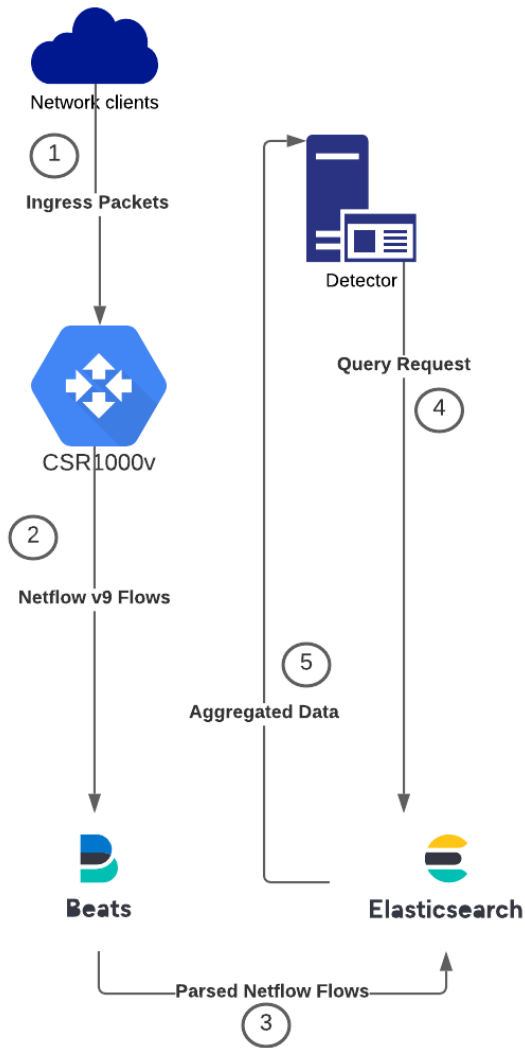 Network clients
1
Ingress Packets
CSR1000v
2
Netflow v9 Flows
Beats
Parsed Netflow Flows
3
Detector
Query Request
4
5
Aggregated Data
Elasticsearch